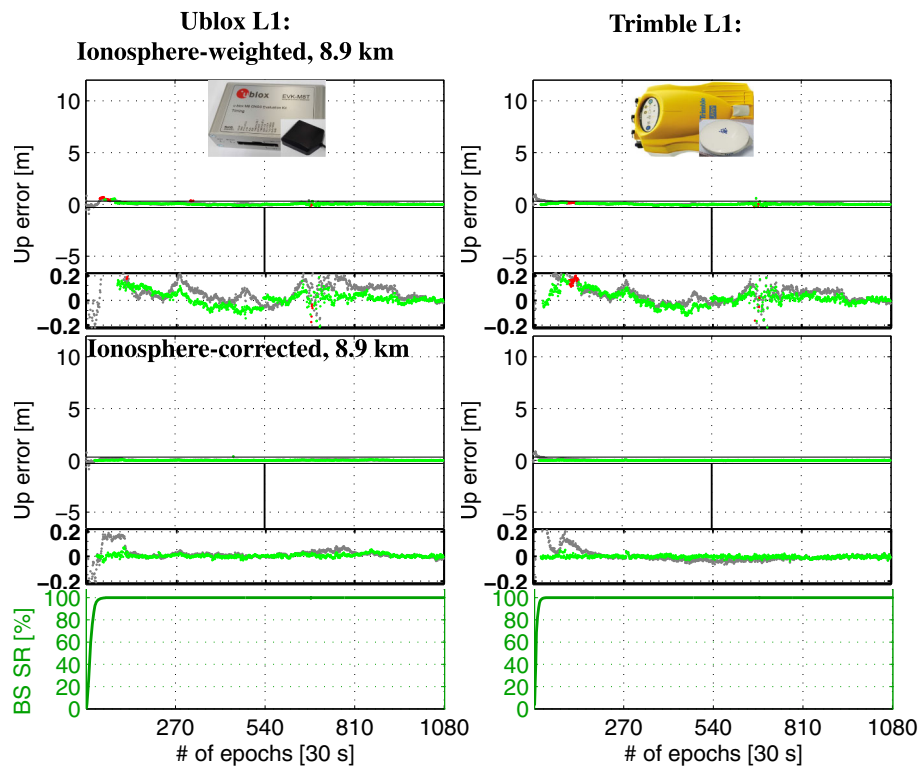 Ublox L1:
Ionosphere-weighted, 8.9 km
Trimble L1:
Up error [m]
10
5
0
−5
0.2
0
−0.2
ublox
EVK-M8T
Up error [m]
10
5
0
−5
0.2
0
−0.2
Trimble
Ionosphere-corrected, 8.9 km
Up error [m]
10
5
0
−5
0.2
0
−0.2
Up error [m]
10
5
0
−5
0.2
0
−0.2
BS SR [%]
100
80
60
40
20
0
270 540 810 1080
# of epochs [30 s]
100
80
60
40
20
0
270 540 810 1080
# of epochs [30 s]